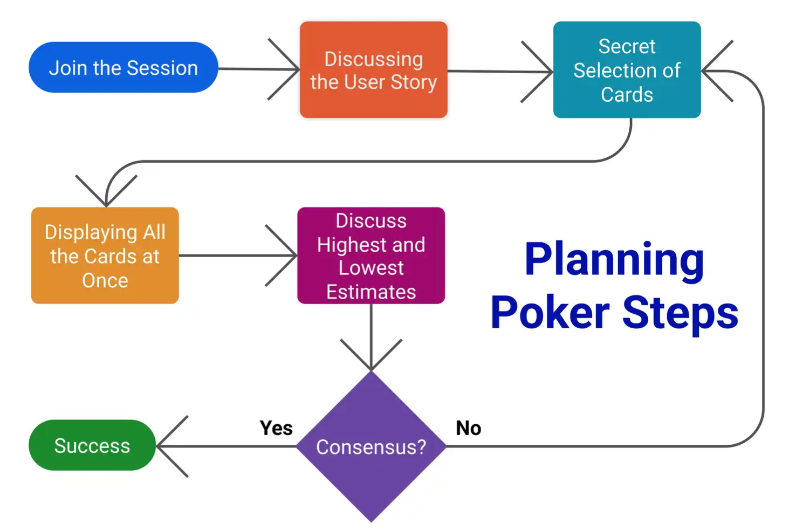 Join the Session
Discussing
the User Story
Secret
Selection of
Cards
Displaying All
the Cards at
Once
Discuss
Highest and
Lowest
Estimates
Planning
Poker Steps
Success
Yes
Consensus?
No